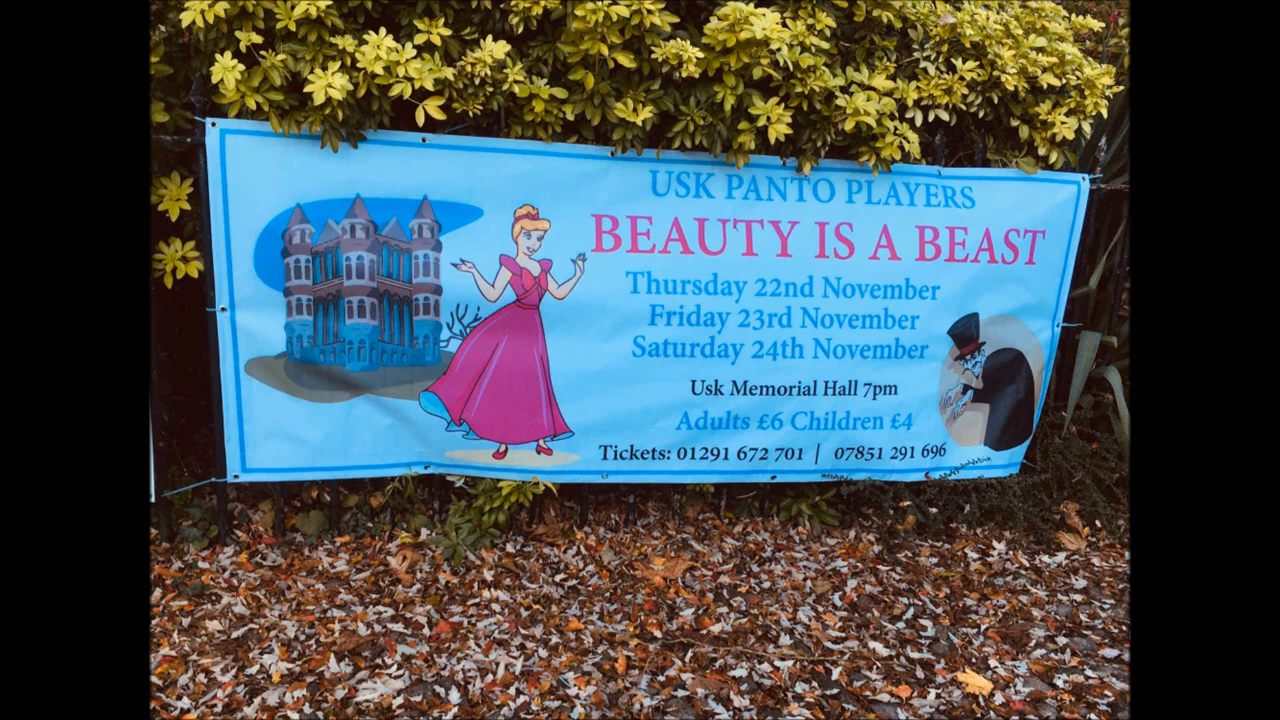 USK PANTO PLAYERS
BEAUTY IS A BEAST
Thursday 22nd November
Friday 23rd November
Saturday 24th November
Usk Memorial Hall 7pm
Adults £6 Children £4
Tickets: 01291 672 701 | 07851 291 696